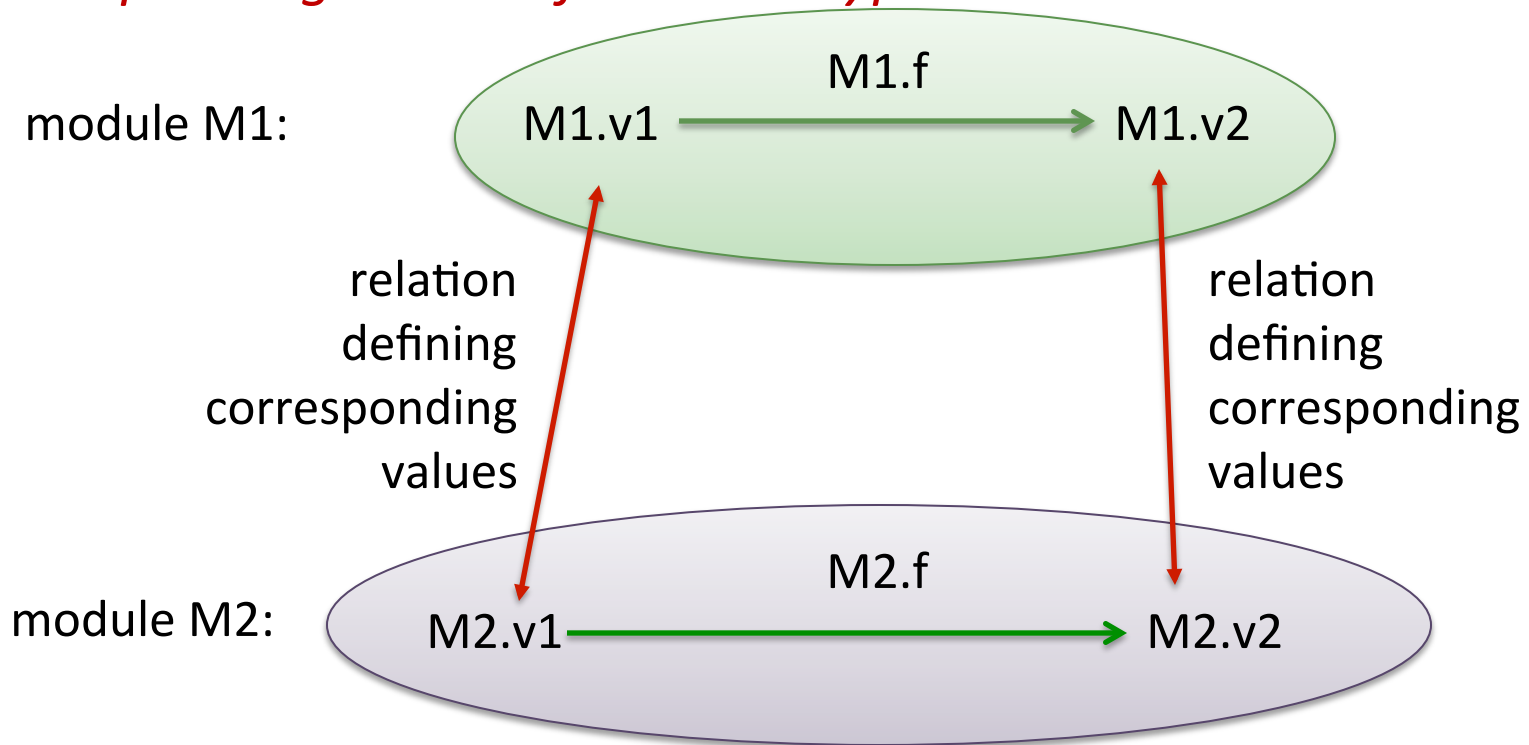 M1.f
module M1:
M1.v1
M1.v2
relation
defining
corresponding
values
relation
defining
corresponding
values
M2.f
module M2:
M2.v1
M2.v2